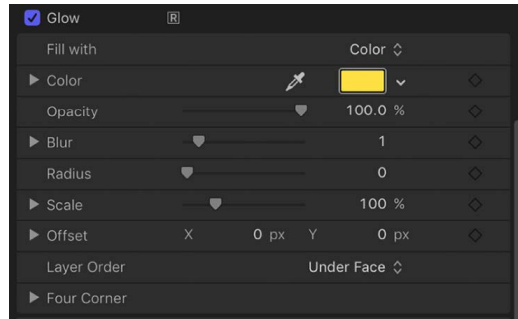 Glow R
Fill with Color
Color
Opacity 100.0 %
Blur 1
Radius 0
Scale 100 %
Offset X 0 px Y 0 px
Layer Order Under Face
Four Corner